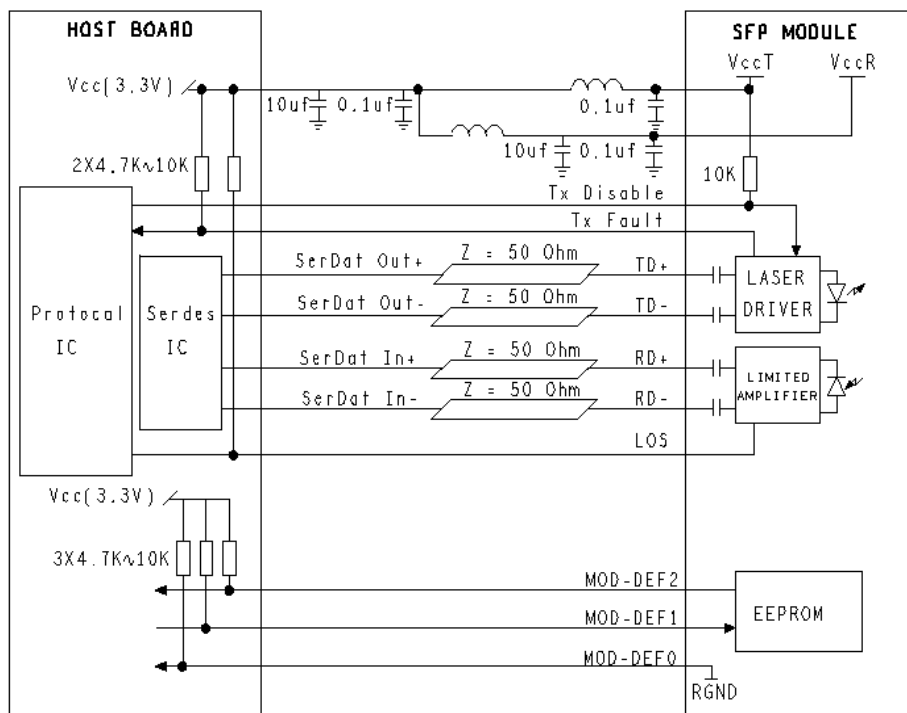 HOST BOARD
SFP MODULE
VccT
VccR
Vcc(3.3V)
10uf
0.1uf
0.1uf
10uf
0.1uf
2X4.7K~10K
10K
Tx Disable
Tx Fault
SerDat Out+
Z = 50 Ohm
TD+
LASER
DRIVER
SerDat Out-
Z = 50 Ohm
TD-
Protocal
IC
Serdes
IC
SerDat In+
Z = 50 Ohm
RD+
LIMITED
AMPLIFIER
SerDat In-
Z = 50 Ohm
RD-
LOS
Vcc(3.3V)
3X4.7K~10K
MOD-DEF2
EEPROM
MOD-DEF1
MOD-DEF0
RGND